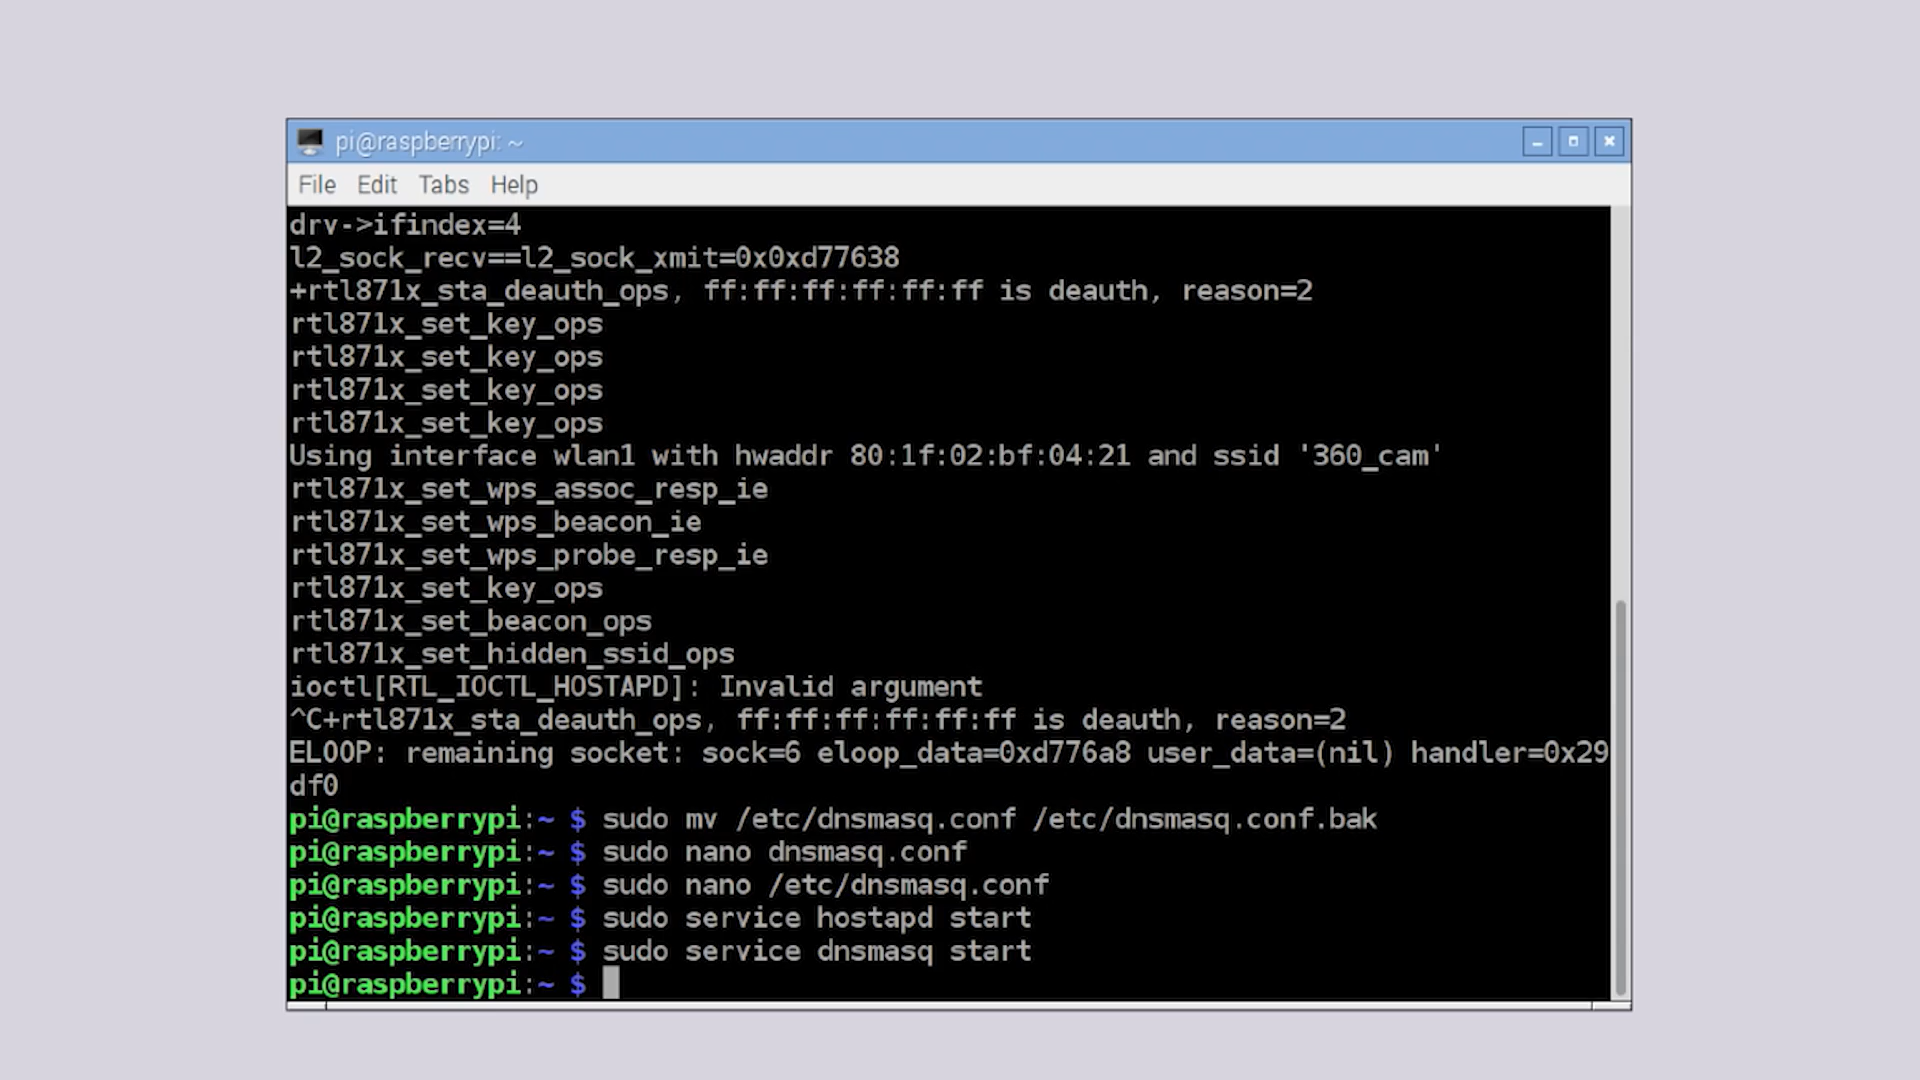 pi@raspberrypi: ~
File Edit Tabs Help
drv->ifindex=4
l2_sock_recv==l2_sock_xmit=0x0xd77638
+rtl871x_sta_deauth_ops, ff:ff:ff:ff:ff:ff is deauth, reason=2
rtl871x_set_key_ops
rtl871x_set_key_ops
rtl871x_set_key_ops
rtl871x_set_key_ops
Using interface wlan1 with hwaddr 80:1f:02:bf:04:21 and ssid '360_cam'
rtl871x_set_wps_assoc_resp_ie
rtl871x_set_wps_beacon_ie
rtl871x_set_wps_probe_resp_ie
rtl871x_set_key_ops
rtl871x_set_beacon_ops
rtl871x_set_hidden_ssid_ops
ioctl[RTL_IOCTL_HOSTAPD]: Invalid argument
^C+rtl871x_sta_deauth_ops, ff:ff:ff:ff:ff:ff is deauth, reason=2
ELOOP: remaining socket: sock=6 eloop_data=0xd776a8 user_data=(nil) handler=0x29
df0
pi@raspberrypi:~ $ sudo mv /etc/dnsmasq.conf /etc/dnsmasq.conf.bak
pi@raspberrypi:~ $ sudo nano dnsmasq.conf
pi@raspberrypi:~ $ sudo nano /etc/dnsmasq.conf
pi@raspberrypi:~ $ sudo service hostapd start
pi@raspberrypi:~ $ sudo service dnsmasq start
pi@raspberrypi:~ $